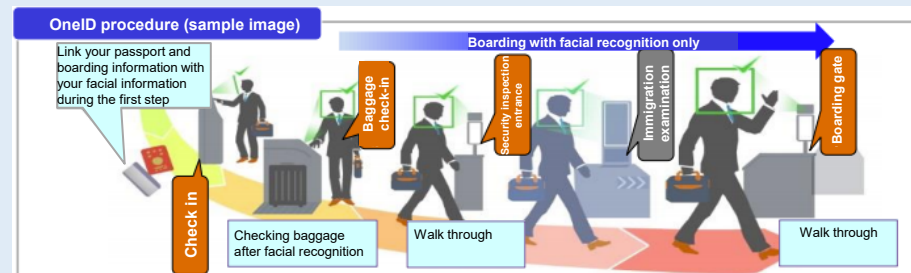 OneID procedure (sample image)
Boarding with facial recognition only
Link your passport and
boarding information with
your facial information
during the first step
Check in
Baggage
check-in
Security inspection
entrance
Immigration
examination
Boarding gate
Checking baggage
after facial recognition
Walk through
Walk through